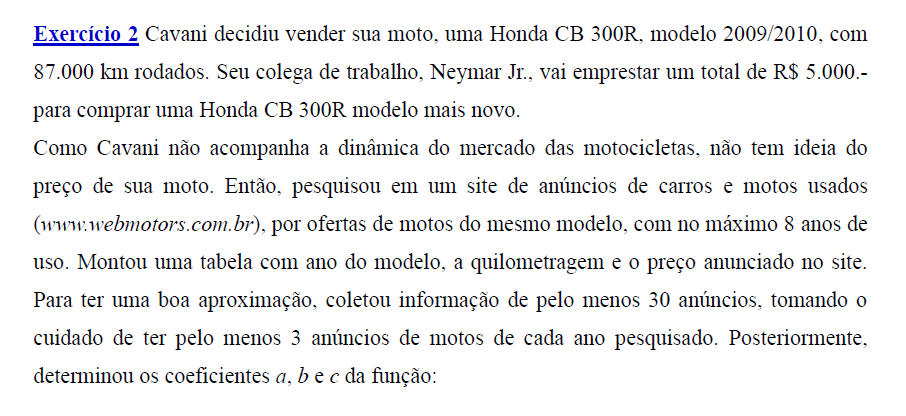 Exercício 2 Cavani decidiu vender sua moto, uma Honda CB 300R, modelo 2009/2010, com
87.000 km rodados. Seu colega de trabalho, Neymar Jr., vai emprestar um total de R$ 5.000.-
para comprar uma Honda CB 300R modelo mais novo.
Como Cavani não acompanha a dinâmica do mercado das motocicletas, não tem ideia do
preço de sua moto. Então, pesquisou em um site de anúncios de carros e motos usados
(www.webmotors.com.br), por ofertas de motos do mesmo modelo, com no máximo 8 anos de
uso. Montou uma tabela com ano do modelo, a quilometragem e o preço anunciado no site.
Para ter uma boa aproximação, coletou informação de pelo menos 30 anúncios, tomando o
cuidado de ter pelo menos 3 anúncios de motos de cada ano pesquisado. Posteriormente,
determinou os coeficientes a, b e c da função: